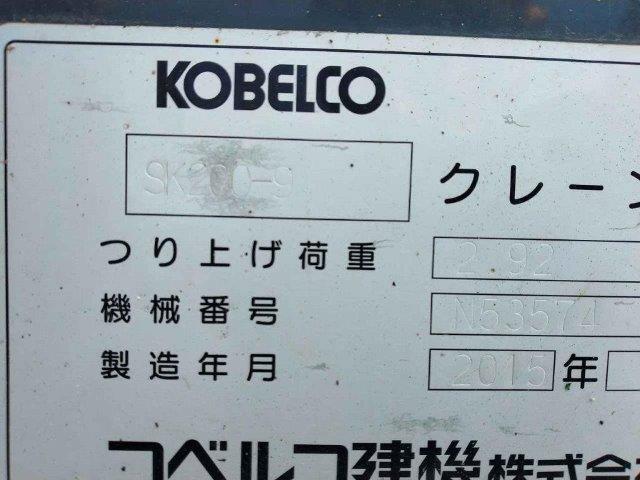 KOBELCO
SK200-9 クレーン
つり上げ荷重 2.92
機械番号 N53574
製造年月 2015 年
コベルコ建機株式会